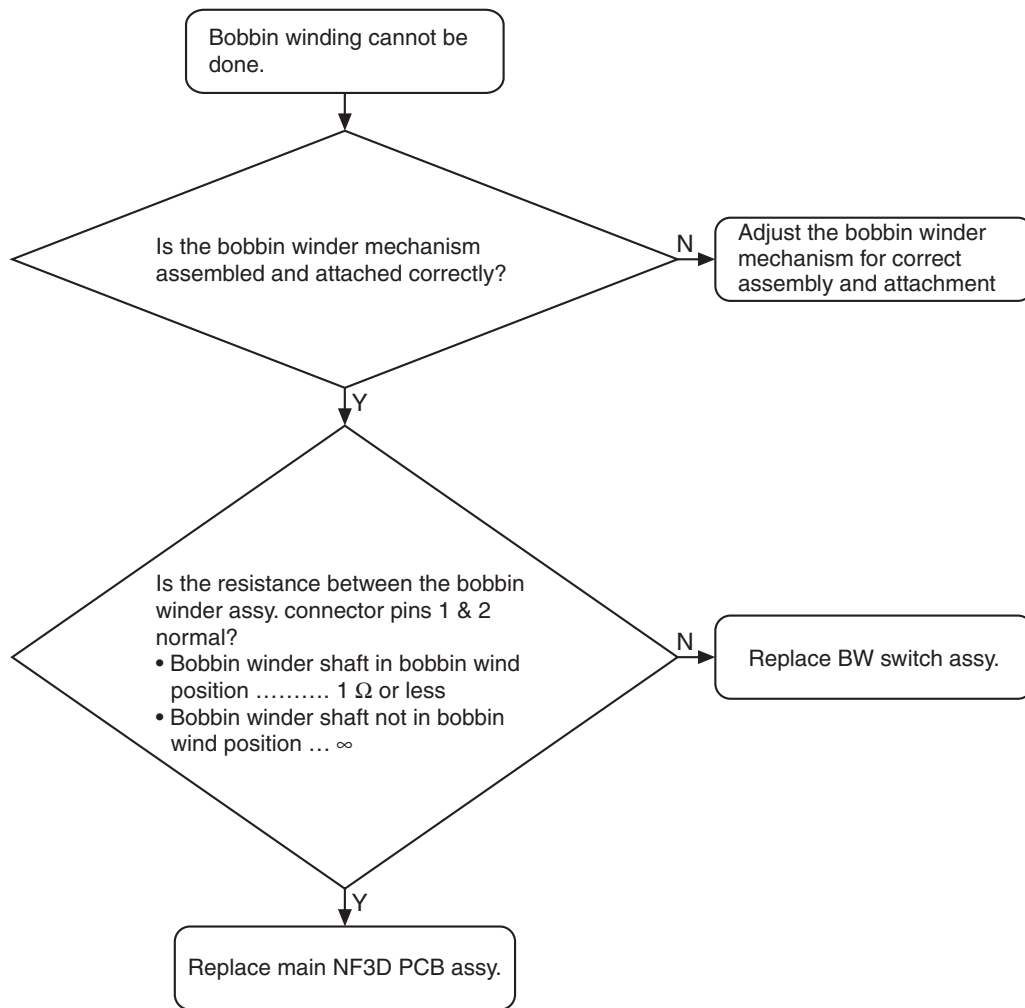 Bobbin winding cannot be
done.
Is the bobbin winder mechanism
assembled and attached correctly?
N
Adjust the bobbin winder
mechanism for correct
assembly and attachment
Y
Is the resistance between the bobbin
winder assy. connector pins 1 & 2
normal?
• Bobbin winder shaft in bobbin wind
position ………. 1 Ω or less
• Bobbin winder shaft not in bobbin
wind position … ∞
N
Replace BW switch assy.
Y
Replace main NF3D PCB assy.